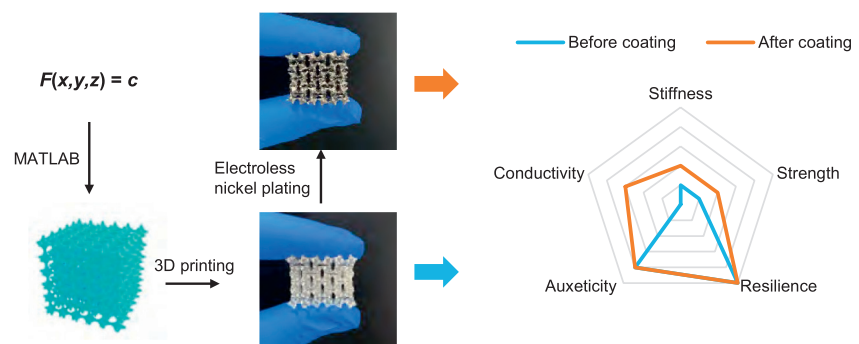 F(x,y,z) = c
MATLAB
3D printing
Electroless
nickel plating
Before coating
After coating
Stiffness
Conductivity
Strength
Auxeticity
Resilience